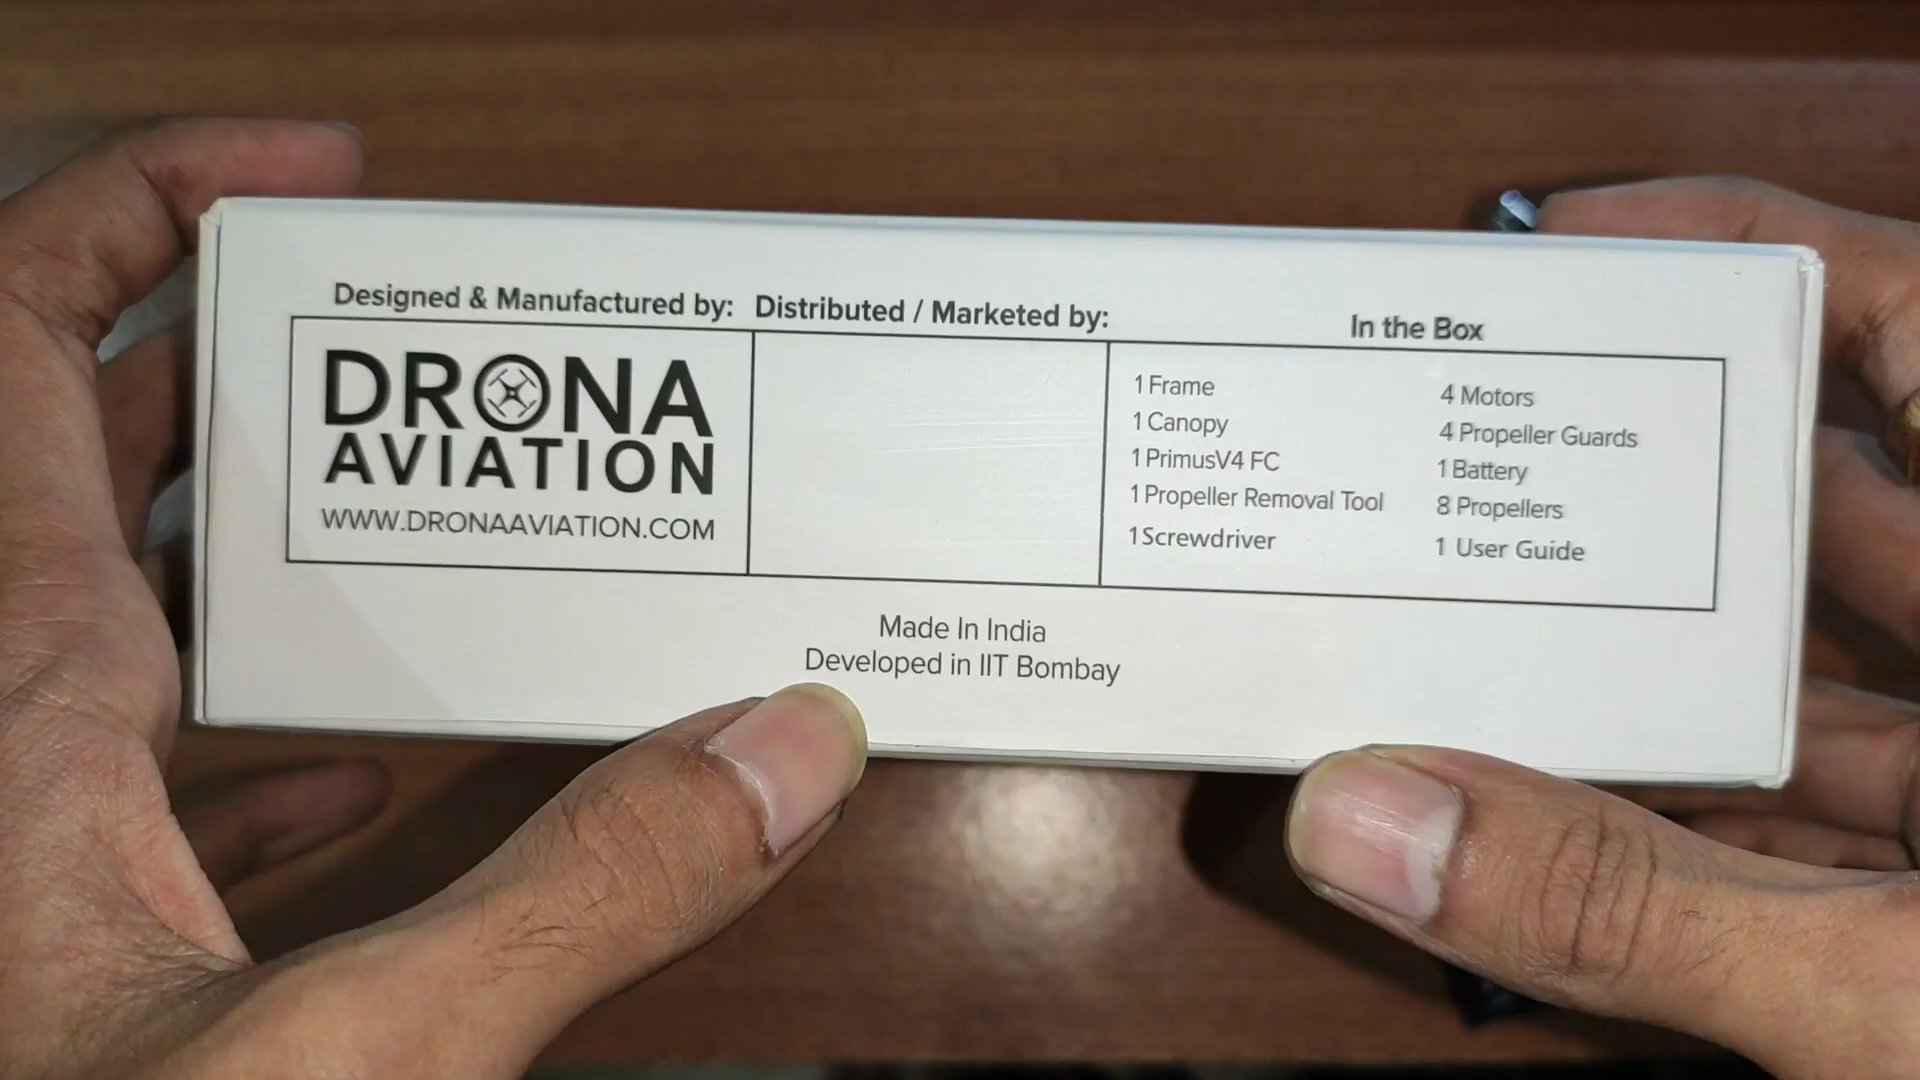 Designed & Manufactured by:
DRONA
AVIATION
WWW.DRONAAVIATION.COM
Distributed / Marketed by:
In the Box
1 Frame
1 Canopy
1 PrimusV4 FC
1 Propeller Removal Tool
1 Screwdriver
4 Motors
4 Propeller Guards
1 Battery
8 Propellers
1 User Guide
Made In India
Developed in IIT Bombay